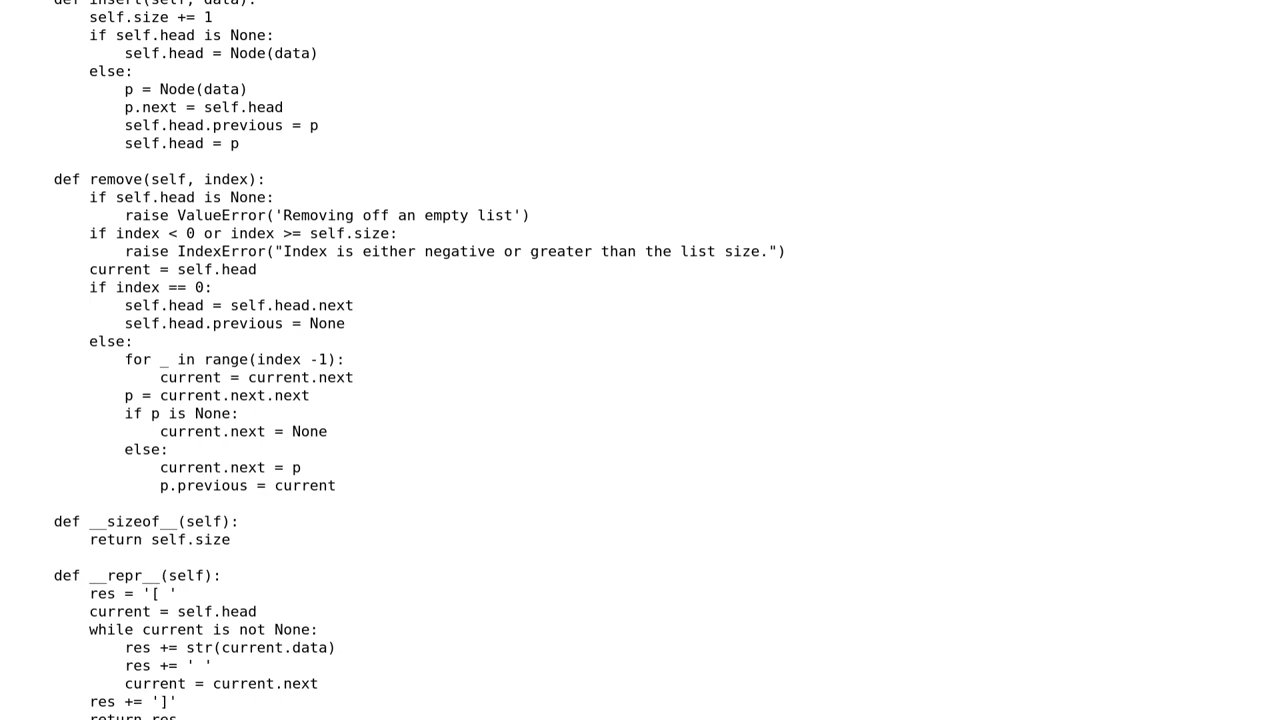 def insert(self, data):
        self.size += 1
        if self.head is None:
            self.head = Node(data)
        else:
            p = Node(data)
            p.next = self.head
            self.head.previous = p
            self.head = p

    def remove(self, index):
        if self.head is None:
            raise ValueError('Removing off an empty list')
        if index < 0 or index >= self.size:
            raise IndexError("Index is either negative or greater than the list size.")
        current = self.head
        if index == 0:
            self.head = self.head.next
            self.head.previous = None
        else:
            for _ in range(index -1):
                current = current.next
            p = current.next.next
            if p is None:
                current.next = None
            else:
                current.next = p
                p.previous = current

    def __sizeof__(self):
        return self.size

    def __repr__(self):
        res = '[ '
        current = self.head
        while current is not None:
            res += str(current.data)
            res += ' '
            current = current.next
        res += ']'
        return res